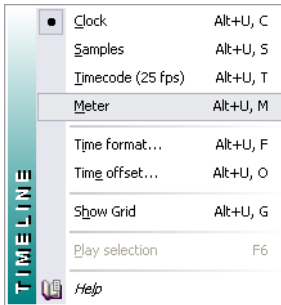 Clock Alt+U, C
Samples Alt+U, S
Timecode (25 fps) Alt+U, T
Meter Alt+U, M
Time format... Alt+U, F
Time offset... Alt+U, O
Show Grid Alt+U, G
Play selection F6
Help
TIMELINE